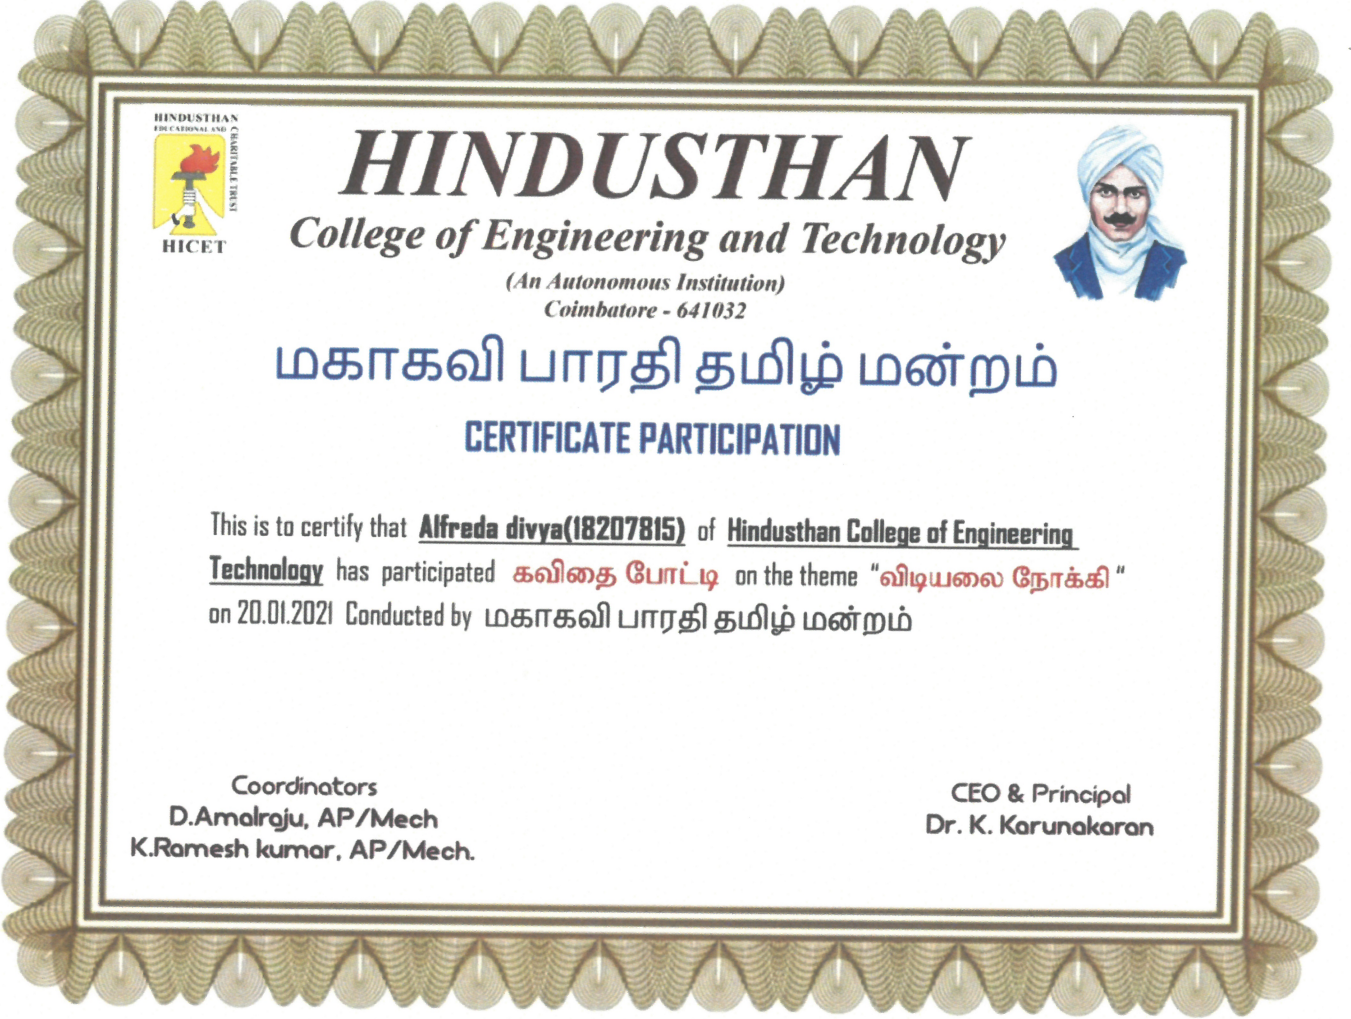 HINDUSTHAN
EDUCATIONAL AND
CHARITABLE TRUST
HICET
HINDUSTHAN
College of Engineering and Technology
(An Autonomous Institution)
Coimbatore - 641032
மகாகவி பாரதி தமிழ் மன்றம்
CERTIFICATE PARTICIPATION
This is to certify that Alfreda divya(18207815) of Hindusthan College of Engineering
Technology has participated கவிதை போட்டி on the theme "விடியலை நோக்கி"
on 20.01.2021 Conducted by மகாகவி பாரதி தமிழ் மன்றம்
Coordinators
D.Amalraju, AP/Mech
K.Ramesh kumar, AP/Mech.
CEO & Principal
Dr. K. Karunakaran